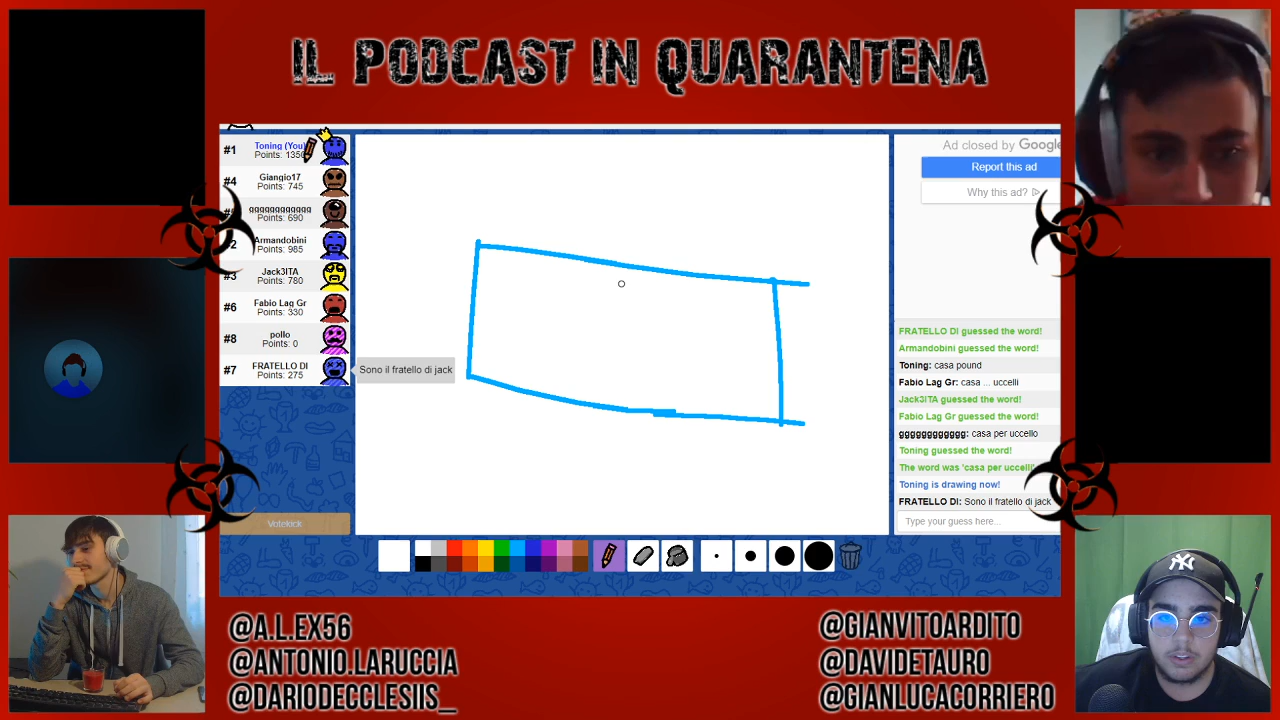 IL PODCAST IN QUARANTENA
#1 Toning (You)
Points: 1350
#4 Giangio17
Points: 745
gggggggggggg
Points: 690
#2 Armandobini
Points: 985
#3 Jack3ITA
Points: 780
#6 Fabio Lag Gr
Points: 330
#8 pollo
Points: 0
#7 FRATELLO DI
Points: 275
Sono il fratello di jack
Votekick
Ad closed by Google
Report this ad
Why this ad?
FRATELLO DI guessed the word!
Armandobini guessed the word!
Toning: casa pound
Fabio Lag Gr: casa ... uccelli
Jack3ITA guessed the word!
Fabio Lag Gr guessed the word!
gggggggggggg: casa per uccello
Toning guessed the word!
The word was 'casa per uccelli'
Toning is drawing now!
FRATELLO DI: Sono il fratello di jack
Type your guess here...
@A.L.EX56
@ANTONIO.LARUCCIA
@DARIODECCLESIIS_
@GIANVITOARDITO
@DAVIDETAURO
@GIANLUCACORRIERO